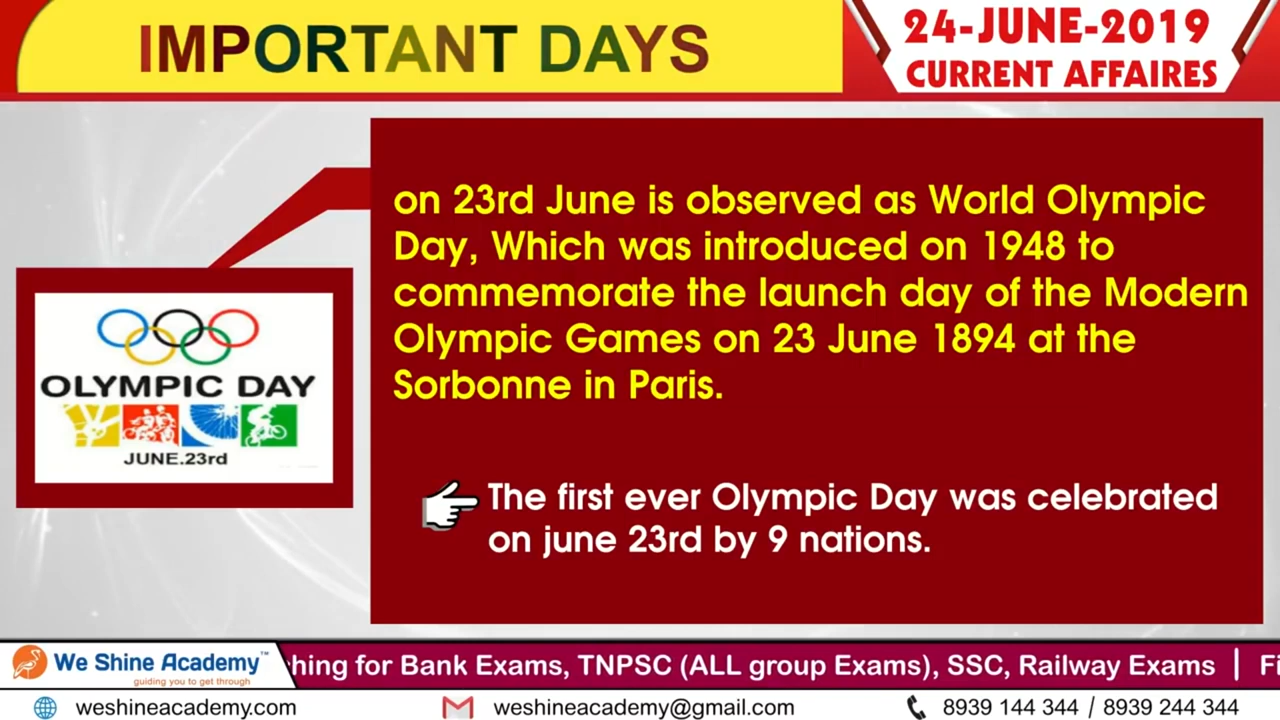 IMPORTANT DAYS
24-JUNE-2019
CURRENT AFFAIRES
on 23rd June is observed as World Olympic
Day, Which was introduced on 1948 to
commemorate the launch day of the Modern
Olympic Games on 23 June 1894 at the
Sorbonne in Paris.
OLYMPIC DAY
JUNE.23rd
The first ever Olympic Day was celebrated
on june 23rd by 9 nations.
We Shine Academy™
guiding you to get through
hing for Bank Exams, TNPSC (ALL group Exams), SSC, Railway Exams | Fi
weshineacademy.com
weshineacademy@gmail.com
8939 144 344 / 8939 244 344